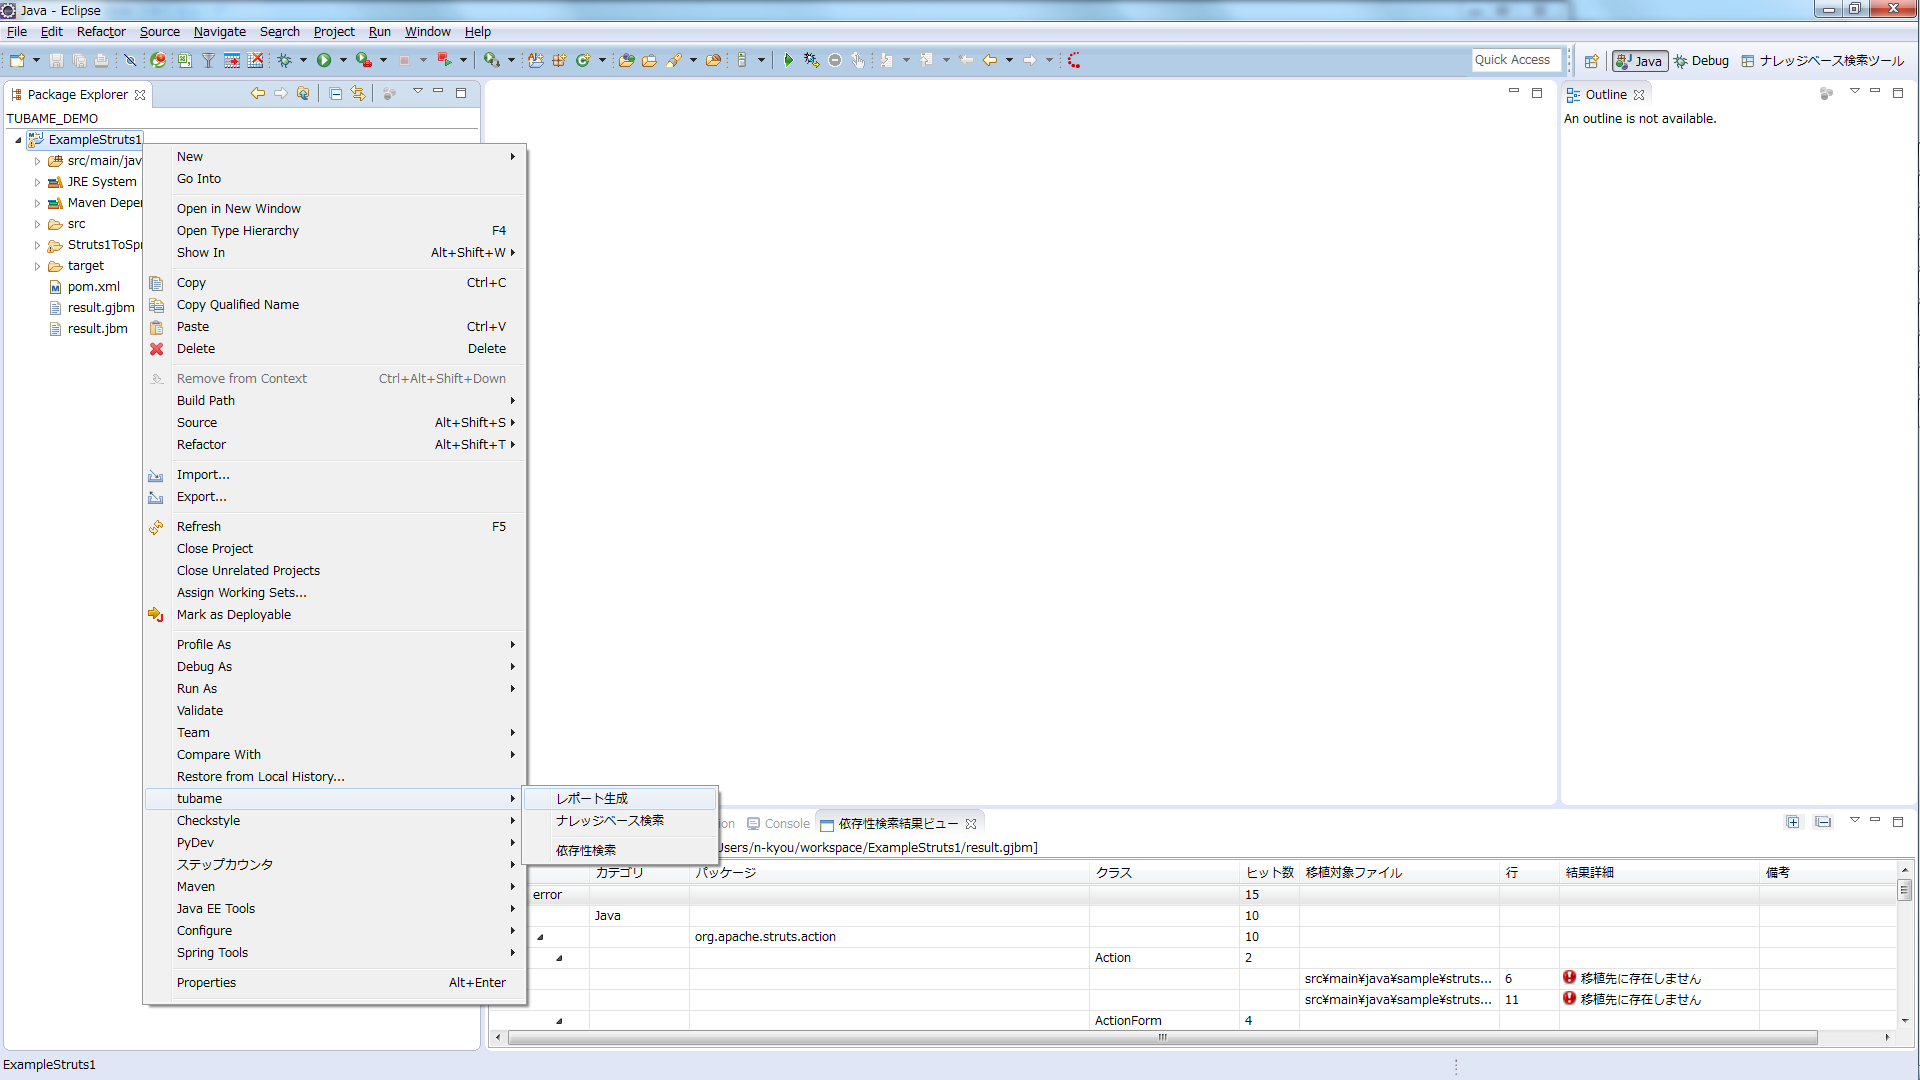 Java - Eclipse
File Edit Refactor Source Navigate Search Project Run Window Help
Quick Access
Java
Debug
ナレッジベース検索ツール
Package Explorer
TUBAME_DEMO
ExampleStruts1
src/main/jav
JRE System
Maven Deper
src
Struts1ToSpr
target
pom.xml
result.gjbm
result.jbm
New
Go Into
Open in New Window
Open Type Hierarchy F4
Show In Alt+Shift+W
Copy Ctrl+C
Copy Qualified Name
Paste Ctrl+V
Delete Delete
Remove from Context Ctrl+Alt+Shift+Down
Build Path
Source Alt+Shift+S
Refactor Alt+Shift+T
Import...
Export...
Refresh F5
Close Project
Close Unrelated Projects
Assign Working Sets...
Mark as Deployable
Profile As
Debug As
Run As
Validate
Team
Compare With
Restore from Local History...
tubame
Checkstyle
PyDev
ステップカウンタ
Maven
Java EE Tools
Configure
Spring Tools
Properties Alt+Enter
レポート生成
ナレッジベース検索
依存性検索
Outline
An outline is not available.
on
Console
依存性検索結果ビュー
Users/n-kyou/workspace/ExampleStruts1/result.gjbm]
カテゴリ パッケージ クラス ヒット数 移植対象ファイル 行 結果詳細 備考
error 15
Java 10
org.apache.struts.action 10
Action 2
src¥main¥java¥sample¥struts... 6 移植先に存在しません
src¥main¥java¥sample¥struts... 11 移植先に存在しません
ActionForm 4
ExampleStruts1